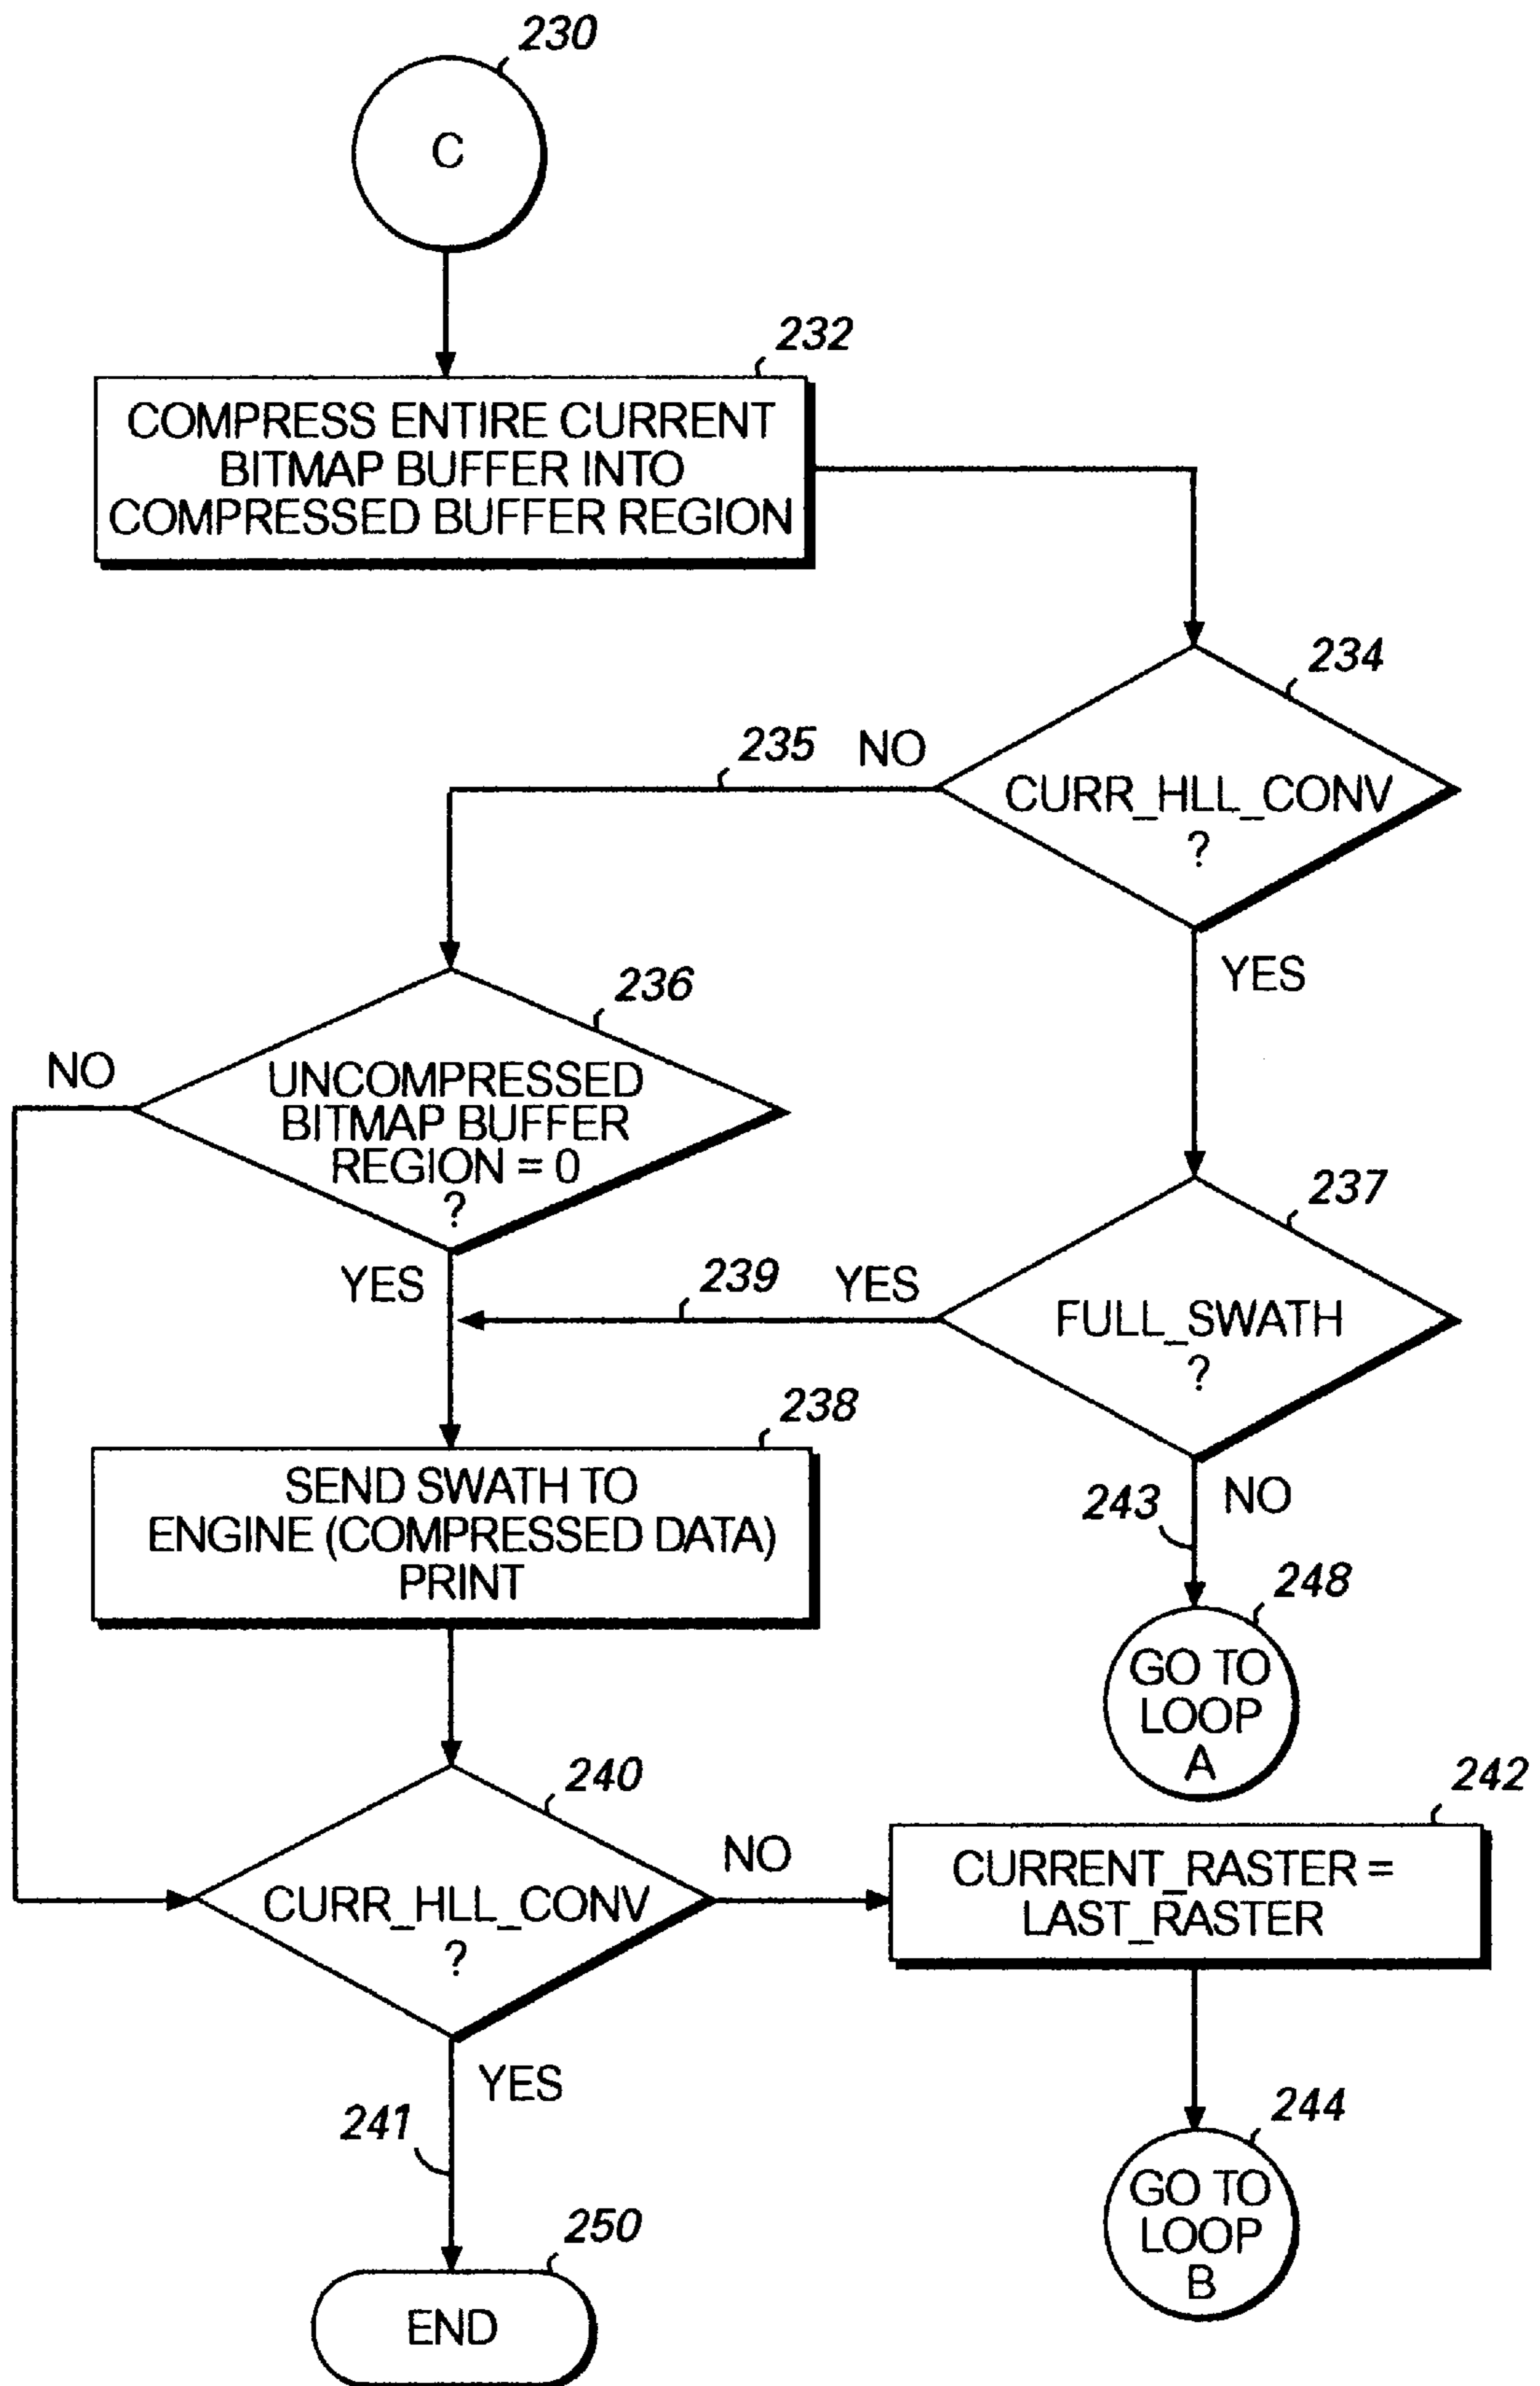 230
C
232
COMPRESS ENTIRE CURRENT
BITMAP BUFFER INTO
COMPRESSED BUFFER REGION
234
235
NO
CURR_HLL_CONV
?
YES
236
NO
UNCOMPRESSED
BITMAP BUFFER
REGION = 0
?
YES
237
239
YES
FULL_SWATH
?
238
SEND SWATH TO
ENGINE (COMPRESSED DATA)
PRINT
243
NO
248
GO TO
LOOP
A
240
CURR_HLL_CONV
?
NO
242
CURRENT_RASTER =
LAST_RASTER
YES
241
244
GO TO
LOOP
B
250
END